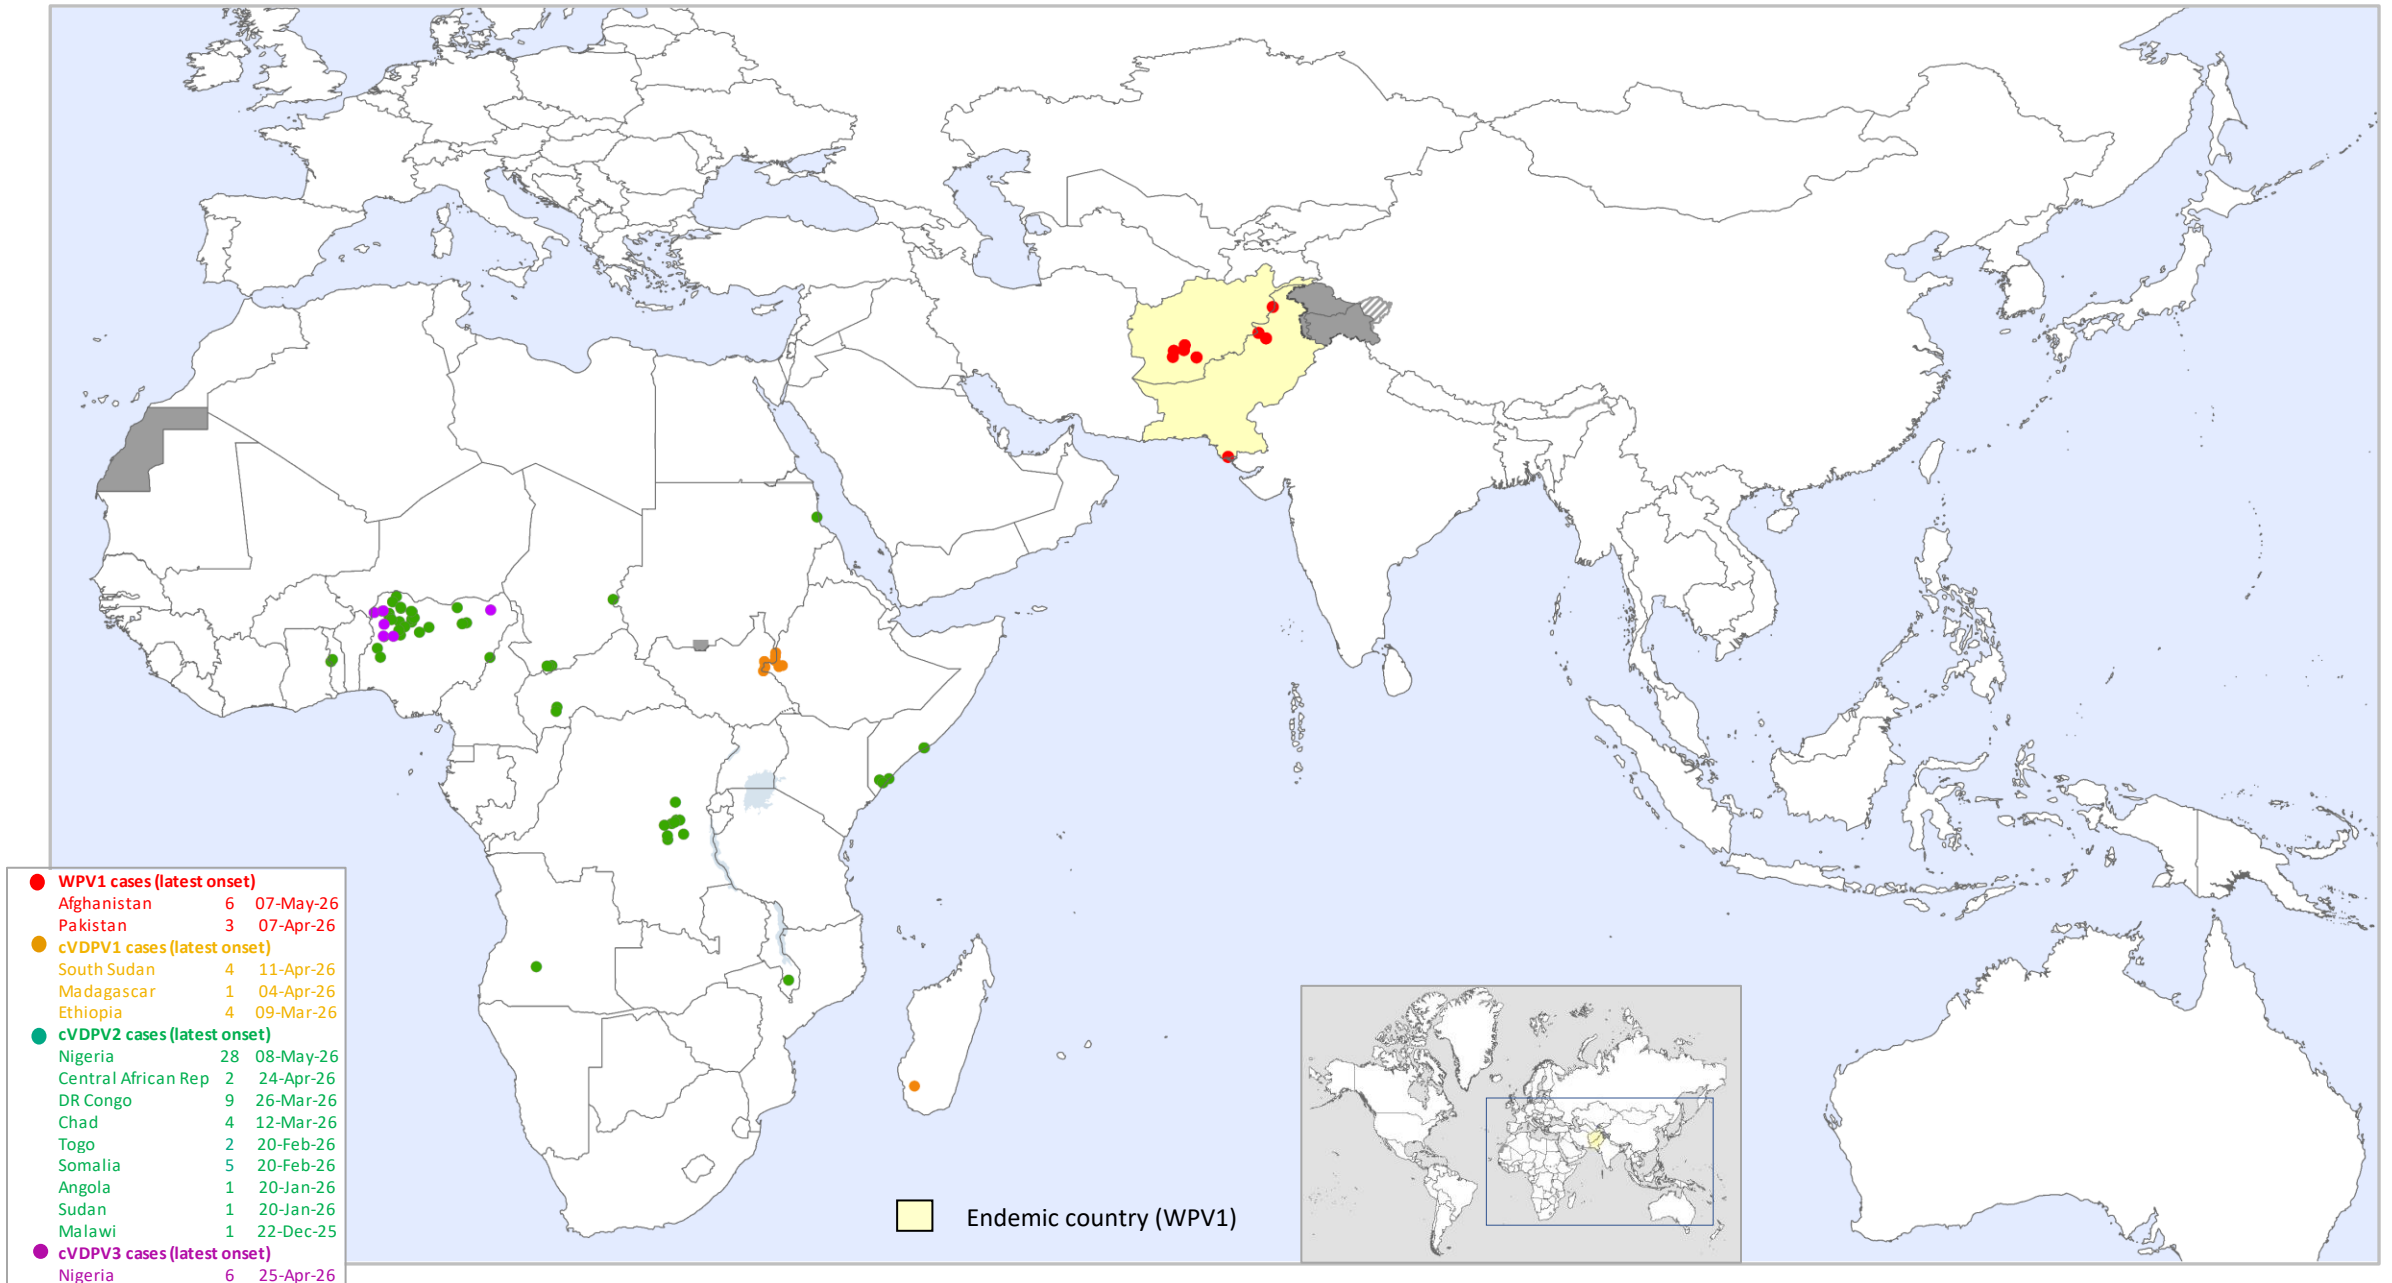 WPV1 cases (latest onset)
Afghanistan 6 07-May-26
Pakistan 3 07-Apr-26
cVDPV1 cases (latest onset)
South Sudan 4 11-Apr-26
Madagascar 1 04-Apr-26
Ethiopia 4 09-Mar-26
cVDPV2 cases (latest onset)
Nigeria 28 08-May-26
Central African Rep 2 24-Apr-26
DR Congo 9 26-Mar-26
Chad 4 12-Mar-26
Togo 2 20-Feb-26
Somalia 5 20-Feb-26
Angola 1 20-Jan-26
Sudan 1 20-Jan-26
Malawi 1 22-Dec-25
cVDPV3 cases (latest onset)
Nigeria 6 25-Apr-26
Endemic country (WPV1)